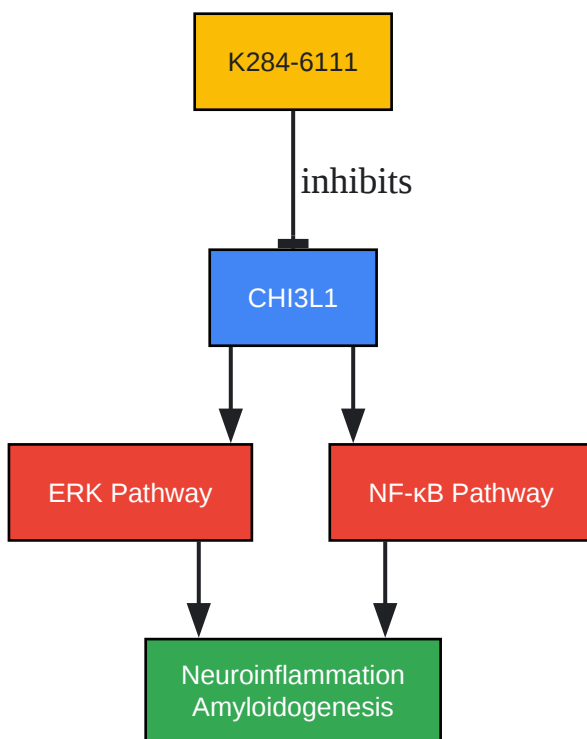 K284-6111
inhibits
CHI3L1
ERK Pathway
NF-κB Pathway
Neuroinflammation
Amyloidogenesis